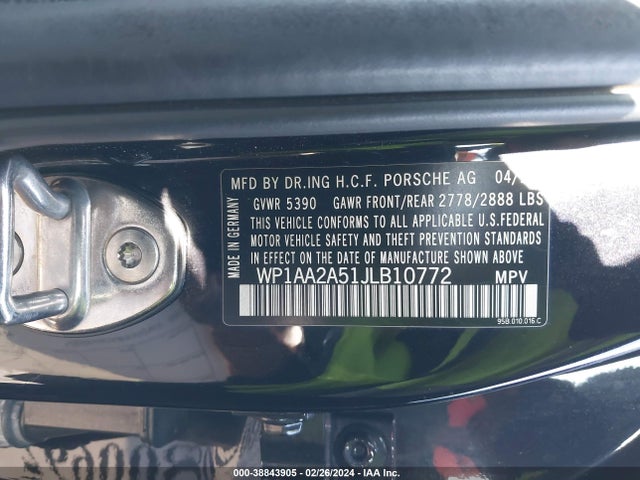 MFD BY DR.ING H.C.F. PORSCHE AG 04/
GVWR 5390 GAWR FRONT/REAR 2778/2888 LBS
THIS VEHICLE CONFORMS TO ALL APPLICABLE U.S.FEDERAL
MOTOR VEHICLE SAFETY AND THEFT PREVENTION STANDARDS
IN EFFECT ON THE DATE OF MANUFACTURE SHOWN ABOVE
WP1AA2A51JLB10772 MPV
MADE IN GERMANY
95B.010.016 C
000-38843905 - 02/26/2024 - IAA Inc.